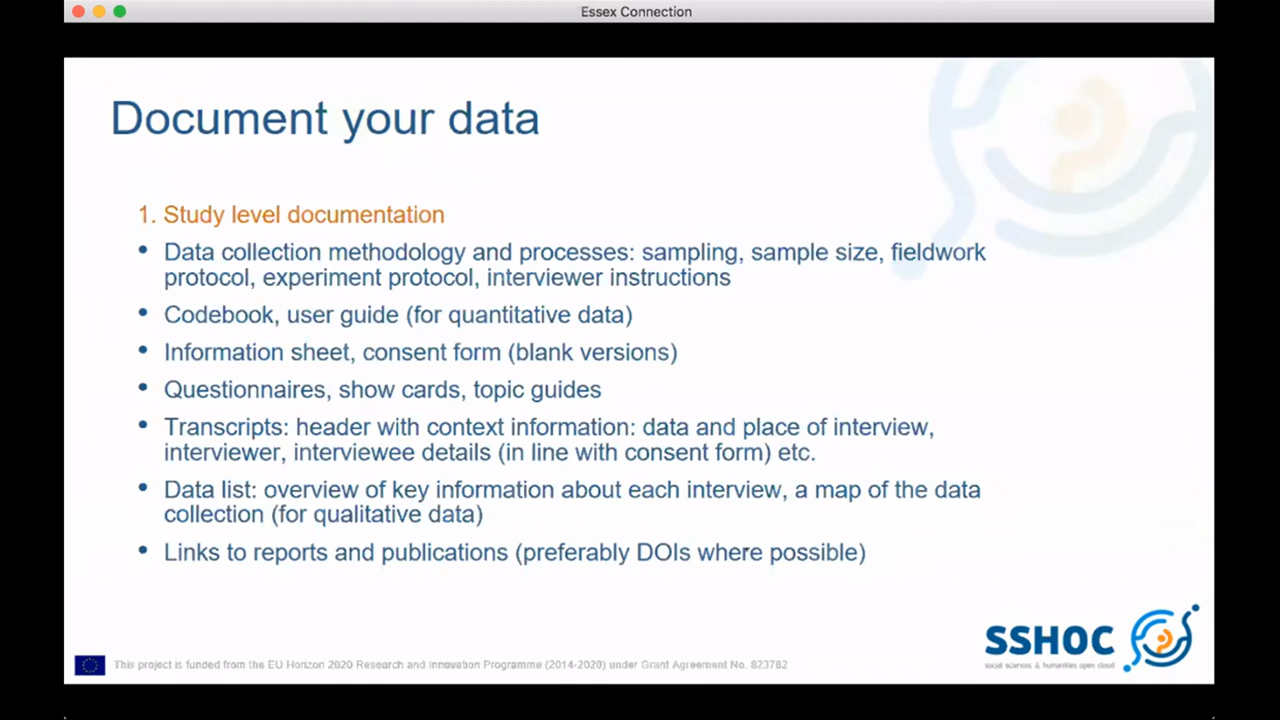 Essex Connection
Document your data
1. Study level documentation
• Data collection methodology and processes: sampling, sample size, fieldwork
protocol, experiment protocol, interviewer instructions
• Codebook, user guide (for quantitative data)
• Information sheet, consent form (blank versions)
• Questionnaires, show cards, topic guides
• Transcripts: header with context information: data and place of interview,
interviewer, interviewee details (in line with consent form) etc.
• Data list: overview of key information about each interview, a map of the data
collection (for qualitative data)
• Links to reports and publications (preferably DOIs where possible)
SSHOC
social sciences & humanities open cloud
This project is funded from the EU Horizon 2020 Research and Innovation Programme (2014-2020) under Grant Agreement No. 823782